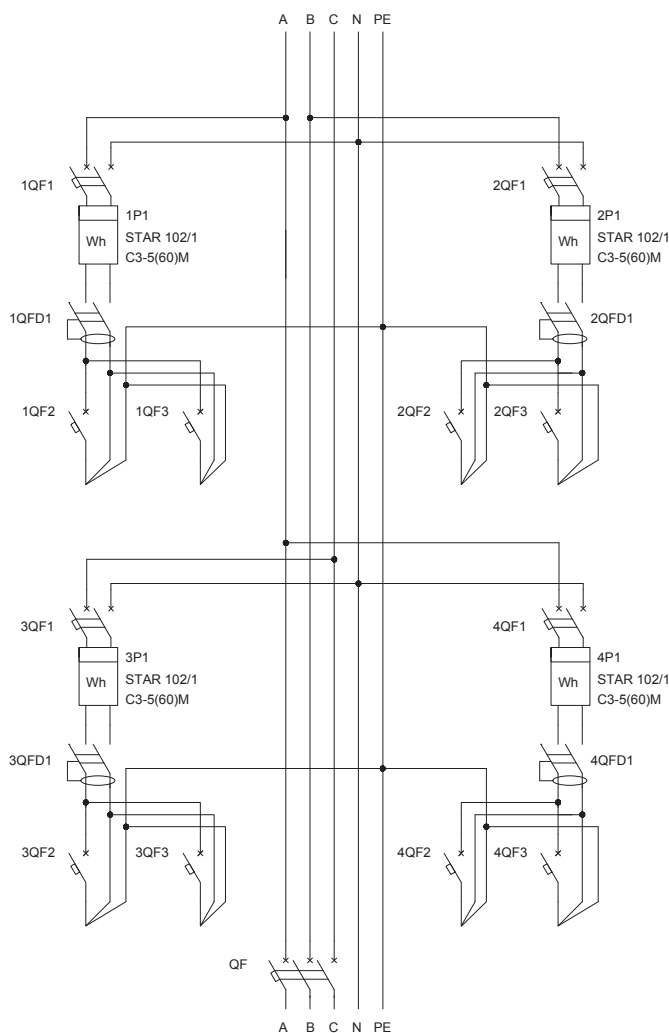 A B C N PE
1QF1
2QF1
1P1
STAR 102/1
C3-5(60)M
Wh
2P1
STAR 102/1
C3-5(60)M
Wh
1QFD1
2QFD1
1QF2
1QF3
2QF2
2QF3
3QF1
4QF1
3P1
STAR 102/1
C3-5(60)M
Wh
4P1
STAR 102/1
C3-5(60)M
Wh
3QFD1
4QFD1
3QF2
3QF3
4QF2
4QF3
QF
A B C N PE